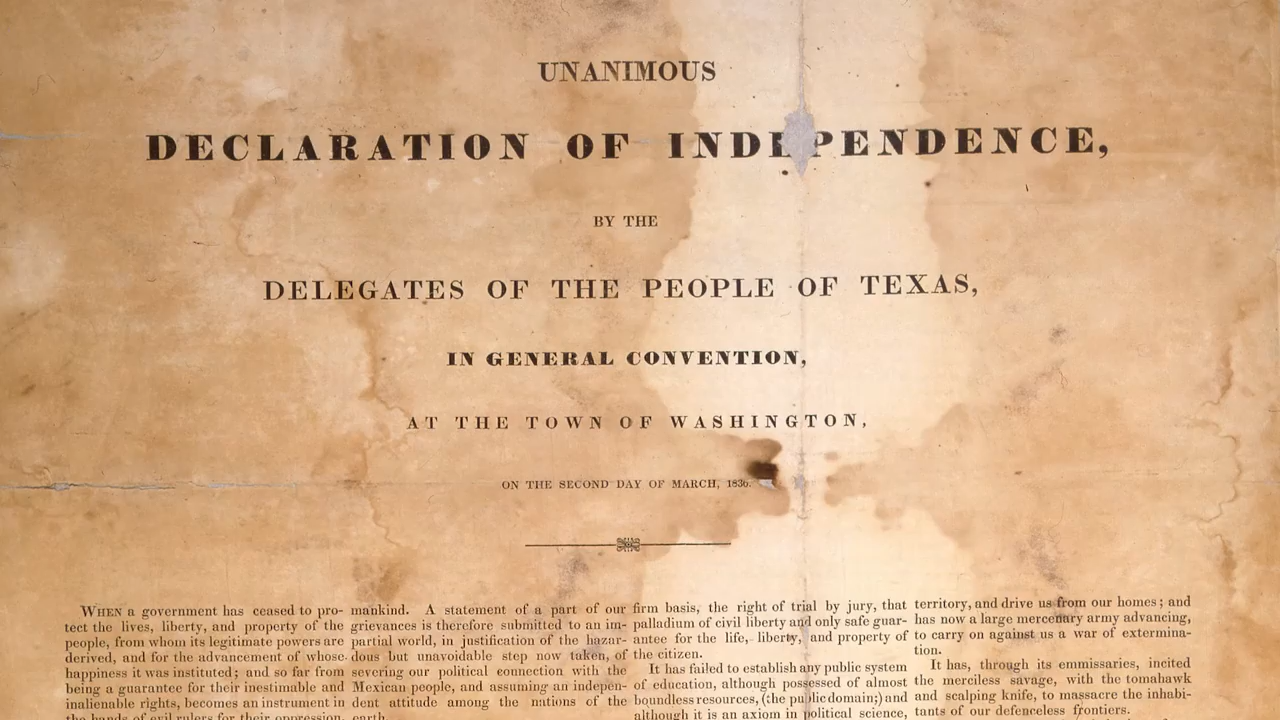 UNANIMOUS
DECLARATION OF INDEPENDENCE,
BY THE
DELEGATES OF THE PEOPLE OF TEXAS,
IN GENERAL CONVENTION,
AT THE TOWN OF WASHINGTON,
ON THE SECOND DAY OF MARCH, 1836.
WHEN a government has ceased to pro-
tect the lives, liberty, and property of the
people, from whom its legitimate powers are
derived, and for the advancement of whose
happiness it was instituted; and so far from
being a guarantee for their inestimable and
inalienable rights, becomes an instrument in
the hands of evil rulers for their oppression,
mankind. A statement of a part of our
grievances is therefore submitted to an im-
partial world, in justification of the hazar-
dous but unavoidable step now taken, of
severing our political connection with the
Mexican people, and assuming an indepen-
dent attitude among the nations of the
earth.
firm basis, the right of trial by jury, that
palladium of civil liberty and only safe guar-
antee for the life, liberty, and property of
the citizen.
It has failed to establish any public system
of education, although possessed of almost
boundless resources, (the public domain;) and
although it is an axiom in political science,
territory, and drive us from our homes; and
has now a large mercenary army advancing,
to carry on against us a war of extermina-
tion.
It has, through its emmissaries, incited
the merciless savage, with the tomahawk
and scalping knife, to massacre the inhabi-
tants of our defenceless frontiers.